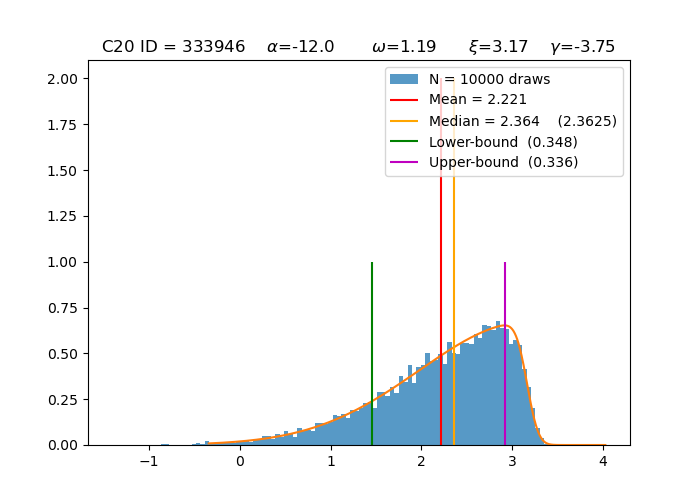 C20 ID = 333946 α=-12.0 ω=1.19 ξ=3.17 γ=-3.75
N = 10000 draws
Mean = 2.221
Median = 2.364 (2.3625)
Lower-bound (0.348)
Upper-bound (0.336)
2.00
1.75
1.50
1.25
1.00
0.75
0.50
0.25
0.00
−1 0 1 2 3 4